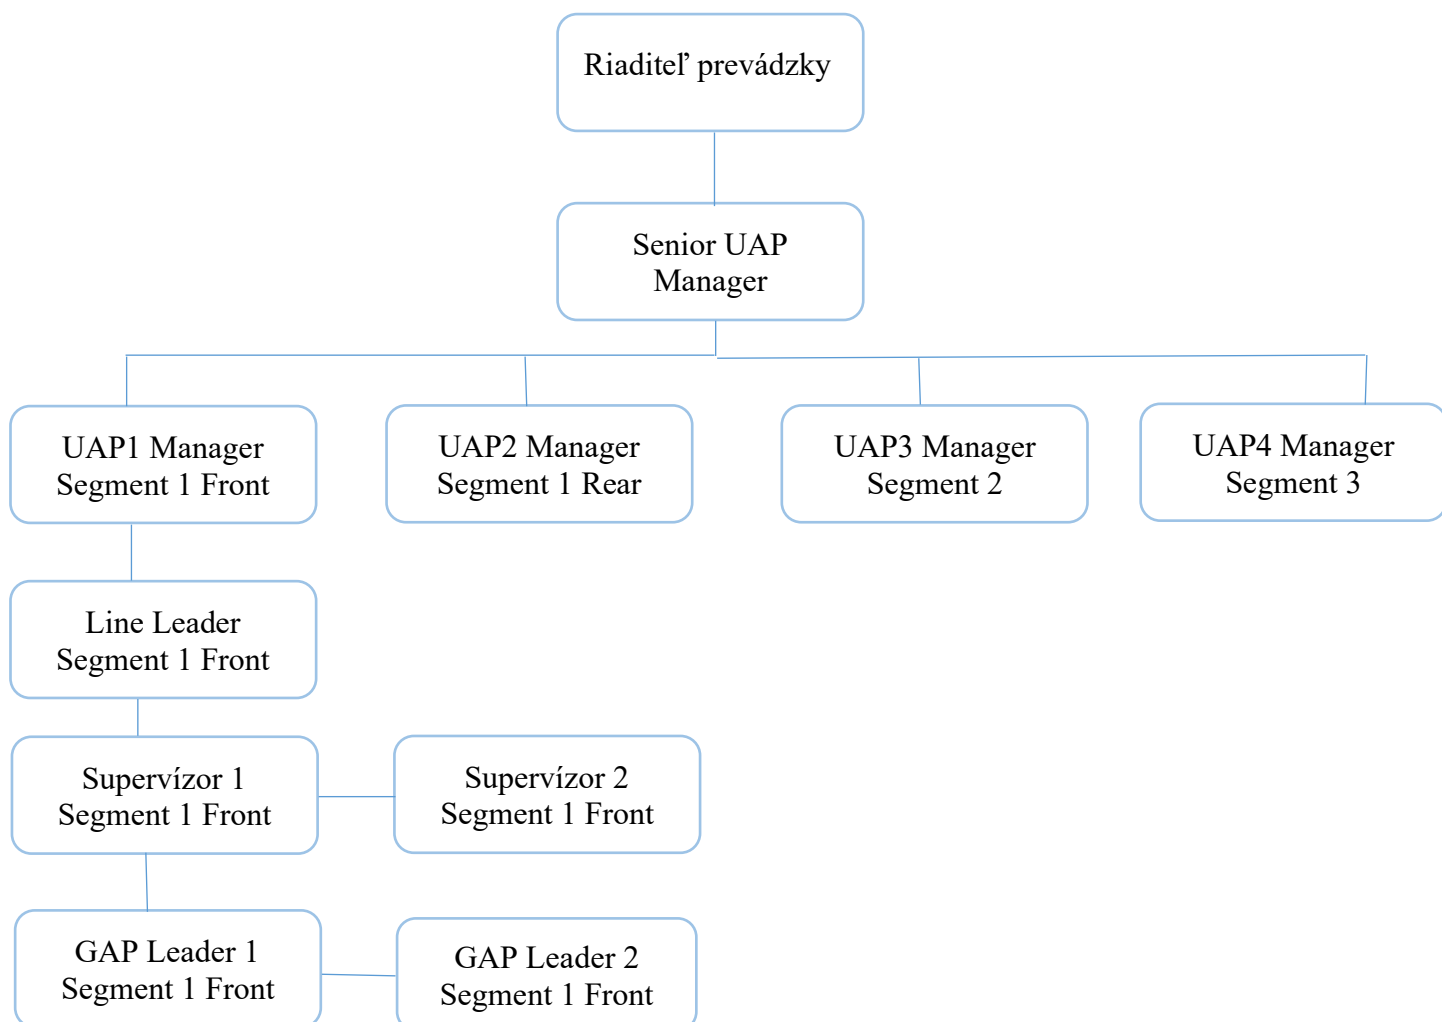 Riaditeľ prevádzky
Senior UAP
Manager
UAP1 Manager
Segment 1 Front
UAP2 Manager
Segment 1 Rear
UAP3 Manager
Segment 2
UAP4 Manager
Segment 3
Line Leader
Segment 1 Front
Supervízor 1
Segment 1 Front
Supervízor 2
Segment 1 Front
GAP Leader 1
Segment 1 Front
GAP Leader 2
Segment 1 Front